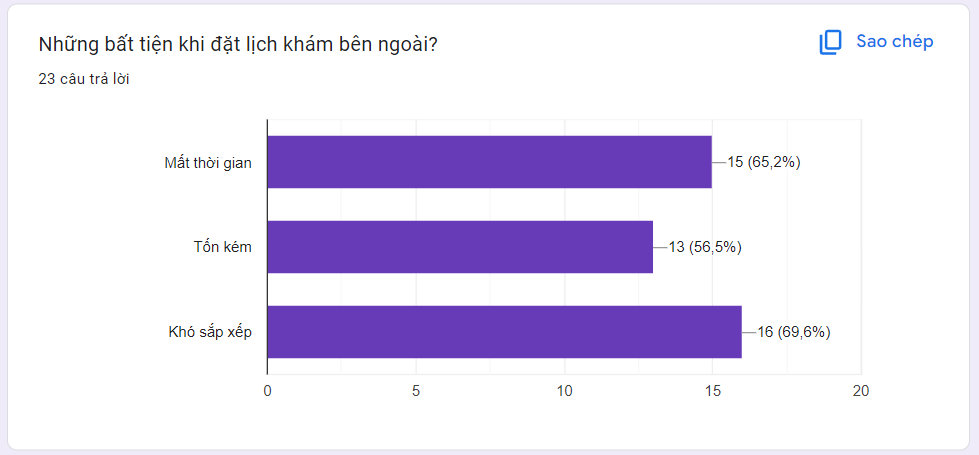 Những bất tiện khi đặt lịch khám bên ngoài?
Sao chép
23 câu trả lời
Mất thời gian
15 (65,2%)
Tốn kém
13 (56,5%)
Khó sắp xếp
16 (69,6%)
0 5 10 15 20